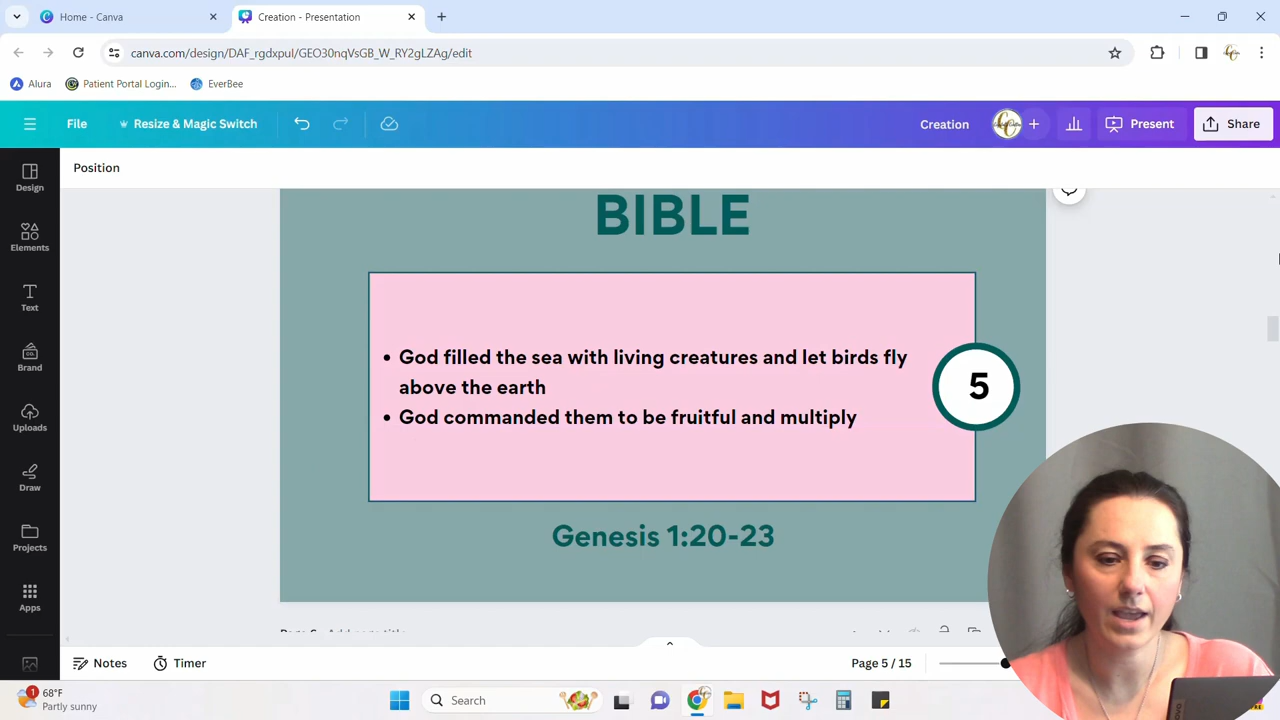 Home - Canva
Creation - Presentation
canva.com/design/DAF_rgdxpuI/GEO30nqVsGB_W_RY2gLZAg/edit
Alura
Patient Portal Login...
EverBee
File
Resize & Magic Switch
Creation
Present
Share
Position
Design
Elements
Text
Brand
Uploads
Draw
Projects
Apps
BIBLE
• God filled the sea with living creatures and let birds fly
above the earth
• God commanded them to be fruitful and multiply
5
Genesis 1:20-23
Notes
Timer
Page 5 / 15
1
68°F
Partly sunny
Search